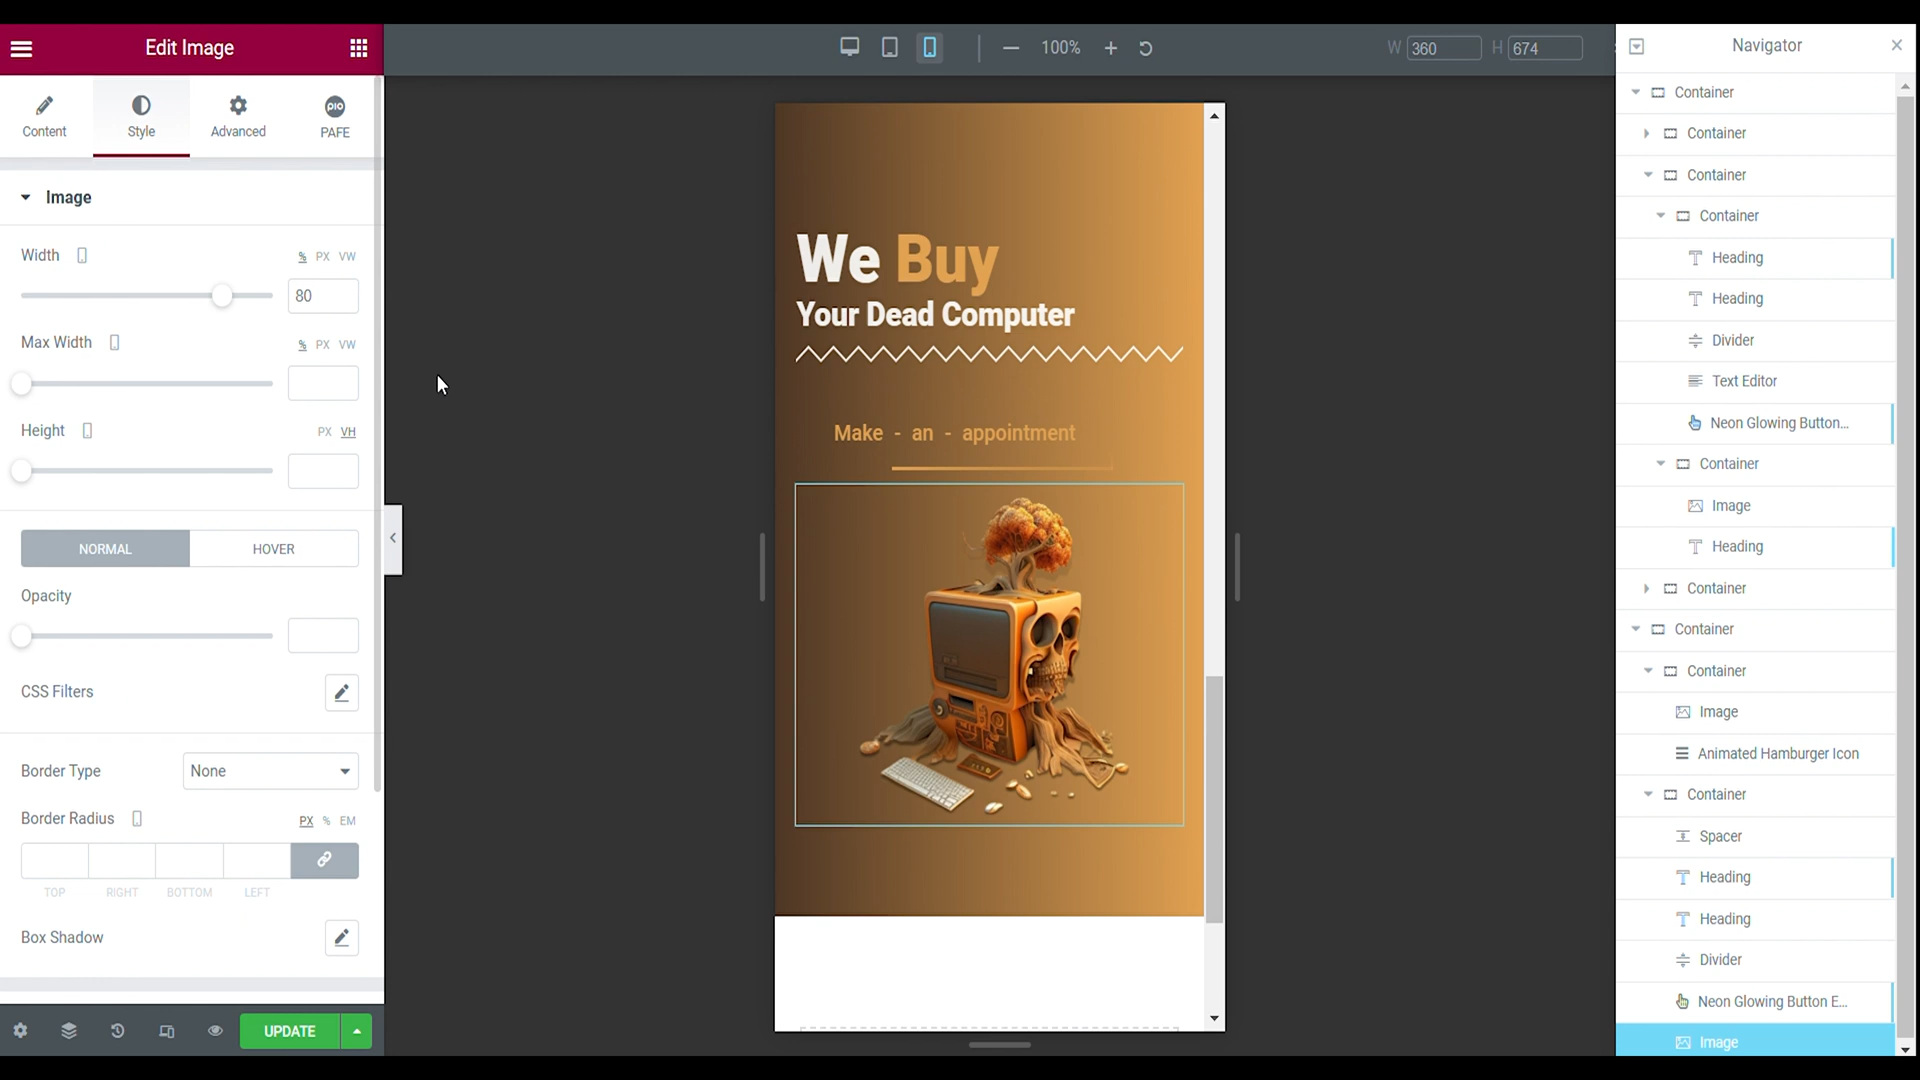 Edit Image
Content
Style
Advanced
pio
PAFE
Image
Width
% PX VW
80
Max Width
% PX VW
Height
PX VH
NORMAL
HOVER
Opacity
CSS Filters
Border Type
None
Border Radius
PX % EM
TOP RIGHT BOTTOM LEFT
Box Shadow
UPDATE
100%
W 360 H 674
We Buy
Your Dead Computer
Make - an - appointment
Navigator
Container
Container
Container
Container
Heading
Heading
Divider
Text Editor
Neon Glowing Button...
Container
Image
Heading
Container
Container
Container
Image
Animated Hamburger Icon
Container
Spacer
Heading
Heading
Divider
Neon Glowing Button E...
Image